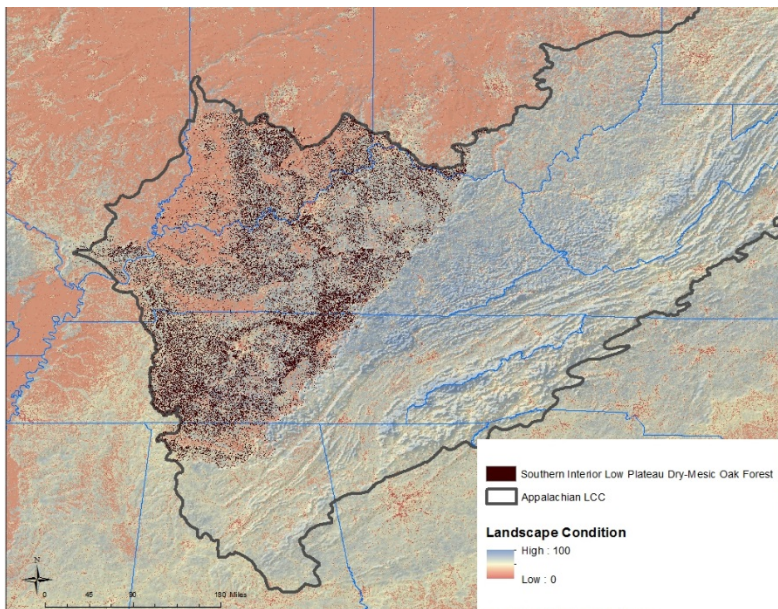 Southern Interior Low Plateau Dry-Mesic Oak Forest
Appalachian LCC
Landscape Condition
High : 100
Low : 0
N
0 45 90 180 Miles